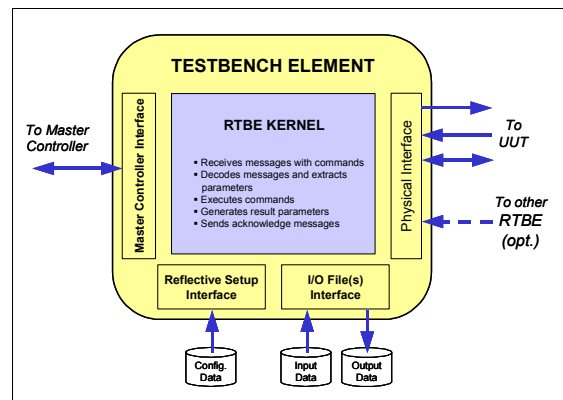 TESTBENCH ELEMENT
To Master
Controller
Master Controller Interface
RTBE KERNEL
▪ Receives messages with commands
▪ Decodes messages and extracts
parameters
▪ Executes commands
▪ Generates result parameters
▪ Sends acknowledge messages
Physical Interface
To
UUT
To other
RTBE
(opt.)
Reflective Setup
Interface
I/O File(s)
Interface
Config.
Data
Input
Data
Output
Data